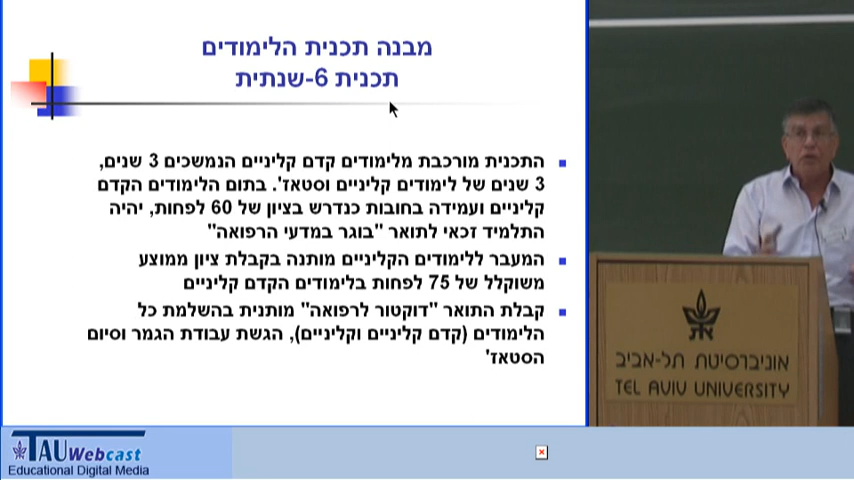 מבנה תכנית הלימודים
תכנית 6-שנתית
התכנית מורכבת מלימודים קדם קליניים הנמשכים 3 שנים,
3 שנים של לימודים קליניים וסטאז'. בתום הלימודים הקדם
קליניים ועמידה בחובות כנדרש בציון של 60 לפחות, יהיה
התלמיד זכאי לתואר "בוגר במדעי הרפואה"
המעבר ללימודים הקליניים מותנה בקבלת ציון ממוצע
משוקלל של 75 לפחות בלימודים הקדם קליניים
קבלת התואר "דוקטור לרפואה" מותנית בהשלמת כל
הלימודים (קדם קליניים וקליניים), הגשת עבודת הגמר וסיום
הסטאז'
אוניברסיטת תל-אביב
TEL AVIV UNIVERSITY
TAU Webcast
Educational Digital Media